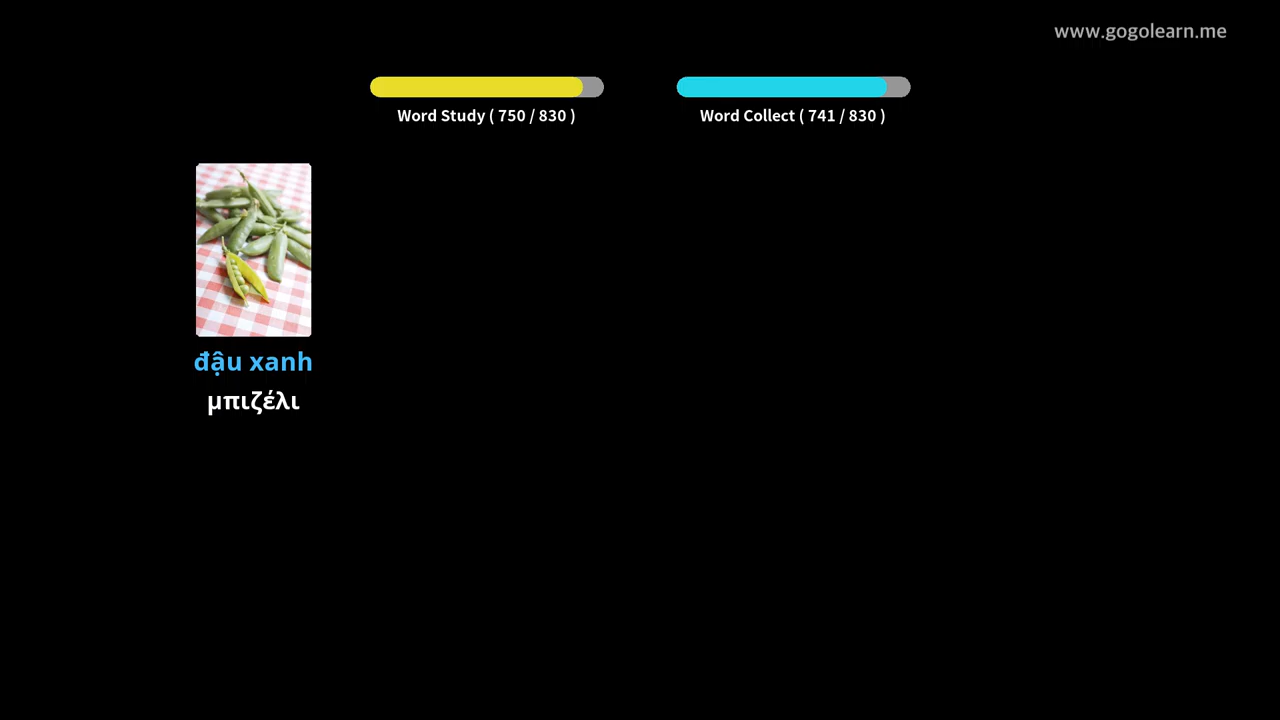 www.gogolearn.me
Word Study ( 750 / 830 )
Word Collect ( 741 / 830 )
đậu xanh
μπιζέλι